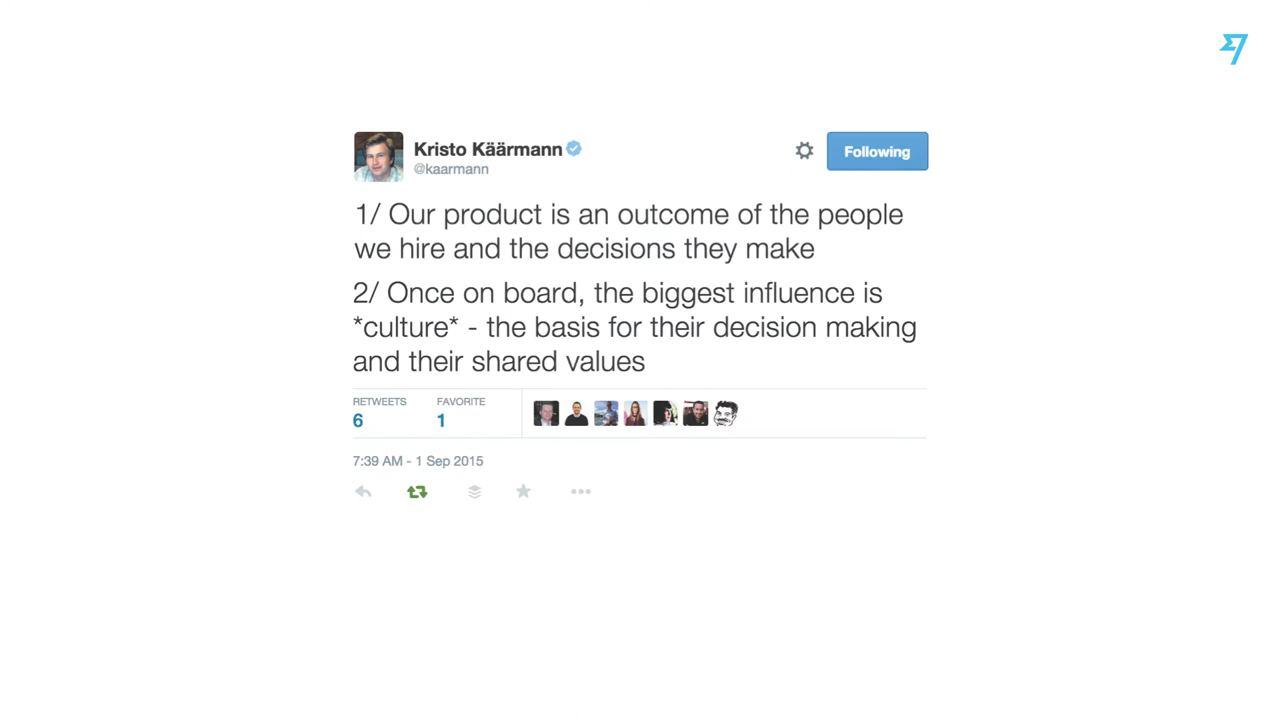 Kristo Käärmann
@kaarmann
Following
1/ Our product is an outcome of the people
we hire and the decisions they make
2/ Once on board, the biggest influence is
*culture* - the basis for their decision making
and their shared values
RETWEETS
6
FAVORITE
1
7:39 AM - 1 Sep 2015